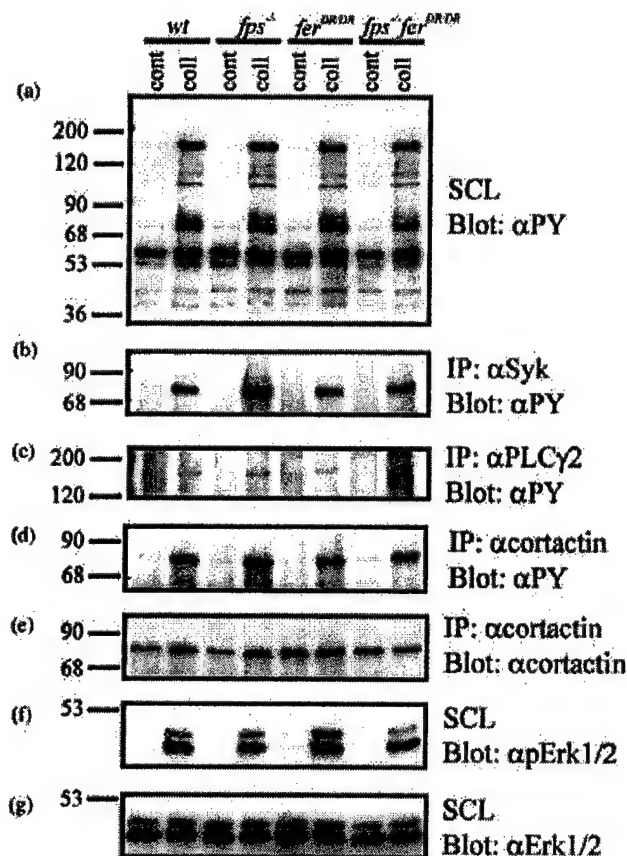 wt fps-/- ferDR/DR fps-/-ferDR/DR
cont coll cont coll cont coll cont coll
(a)
200
120
90
68
53
36
SCL
Blot: αPY
(b)
90
68
IP: αSyk
Blot: αPY
(c)
200
120
IP: αPLCγ2
Blot: αPY
(d)
90
68
IP: αcortactin
Blot: αPY
(e)
90
68
IP: αcortactin
Blot: αcortactin
(f)
53
SCL
Blot: αpErk1/2
(g)
53
SCL
Blot: αErk1/2